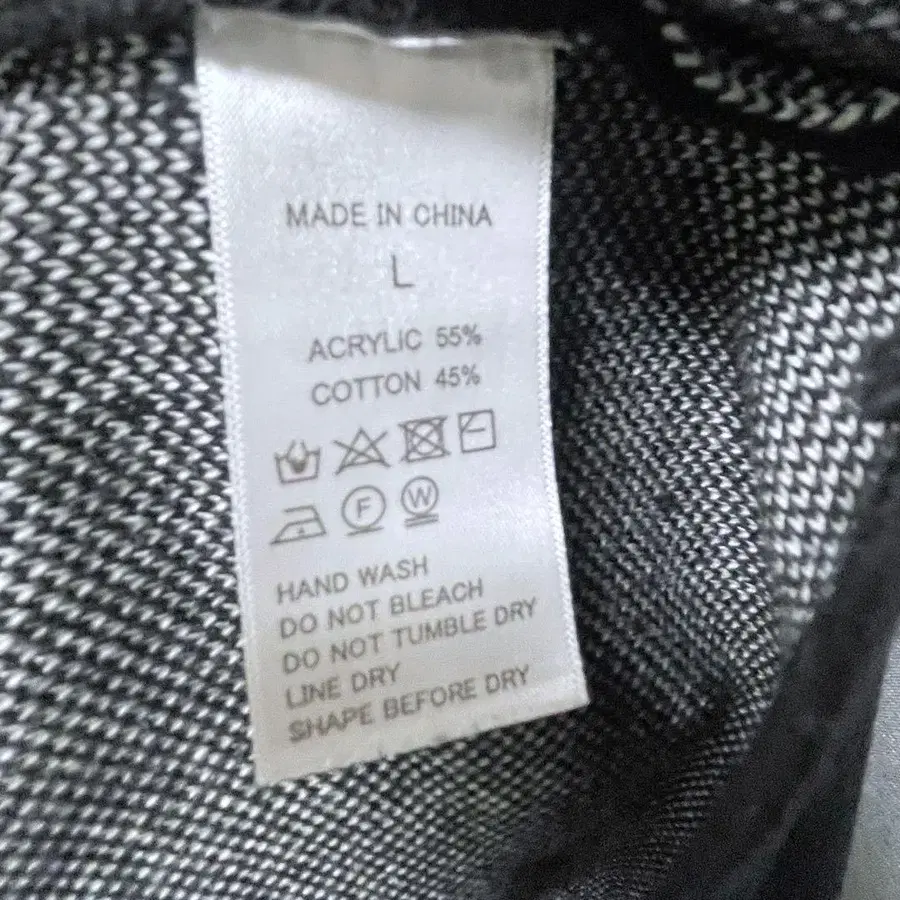 MADE IN CHINA
L
ACRYLIC 55%
COTTON 45%
F W
HAND WASH
DO NOT BLEACH
DO NOT TUMBLE DRY
LINE DRY
SHAPE BEFORE DRY